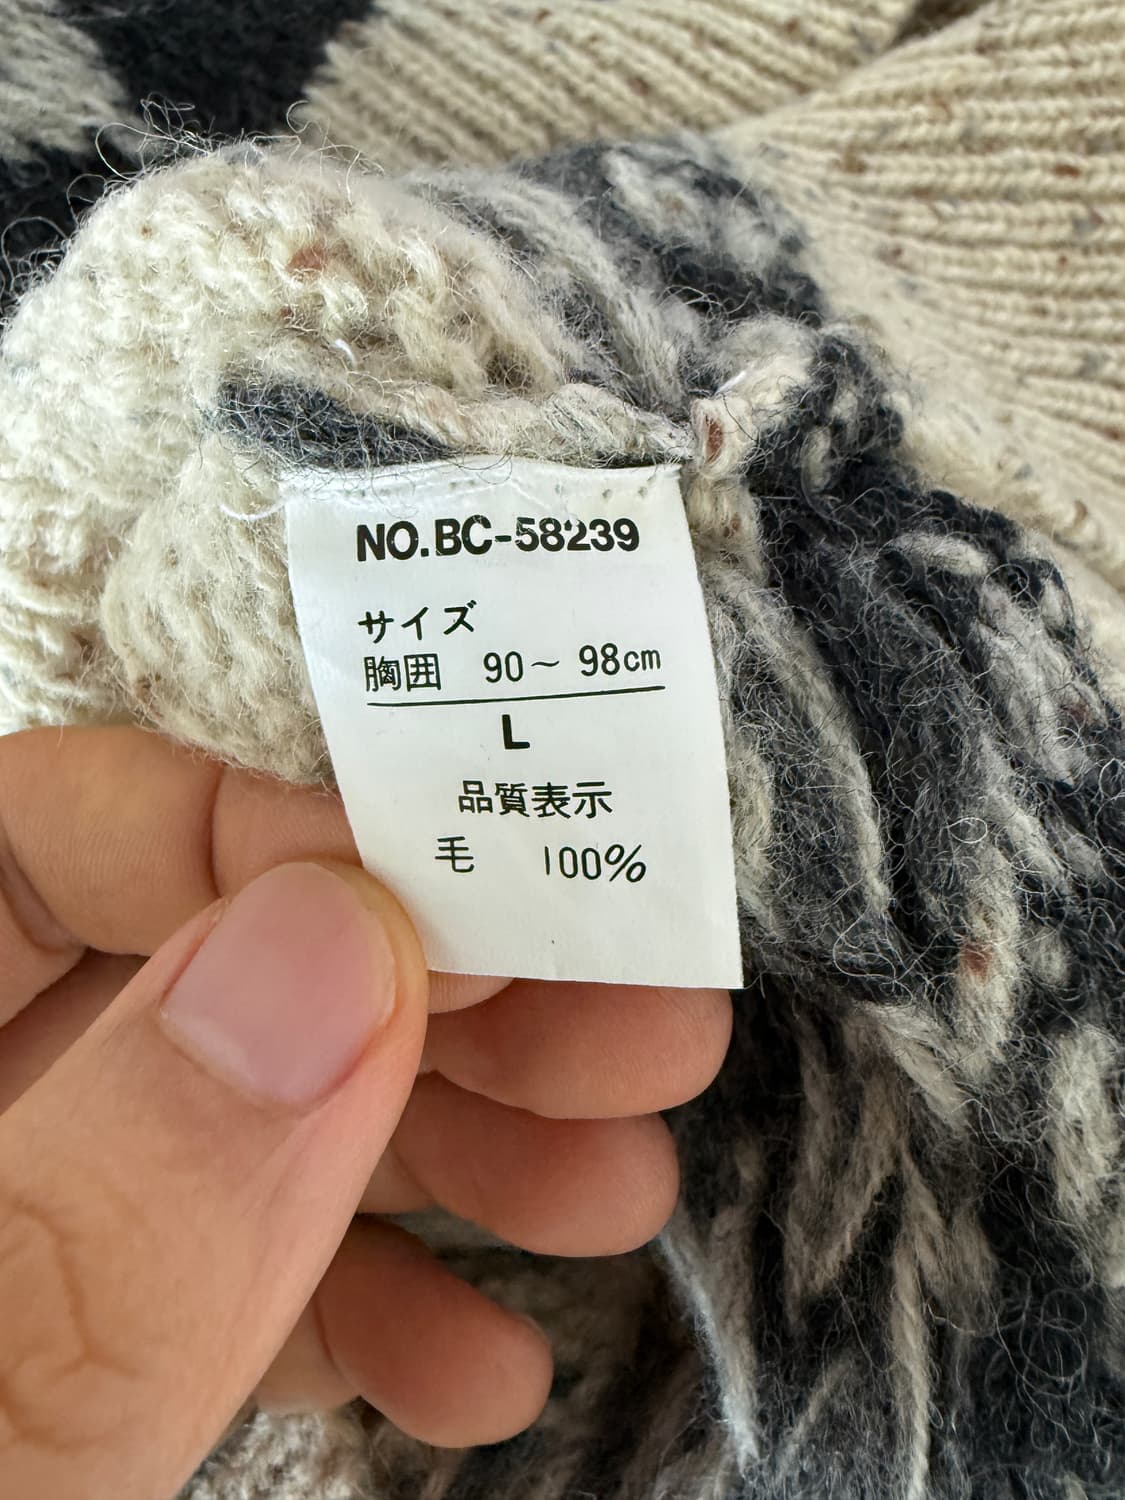 NO.BC-58239
サイズ
胸囲 90~ 98cm
L
品質表示
毛 100%